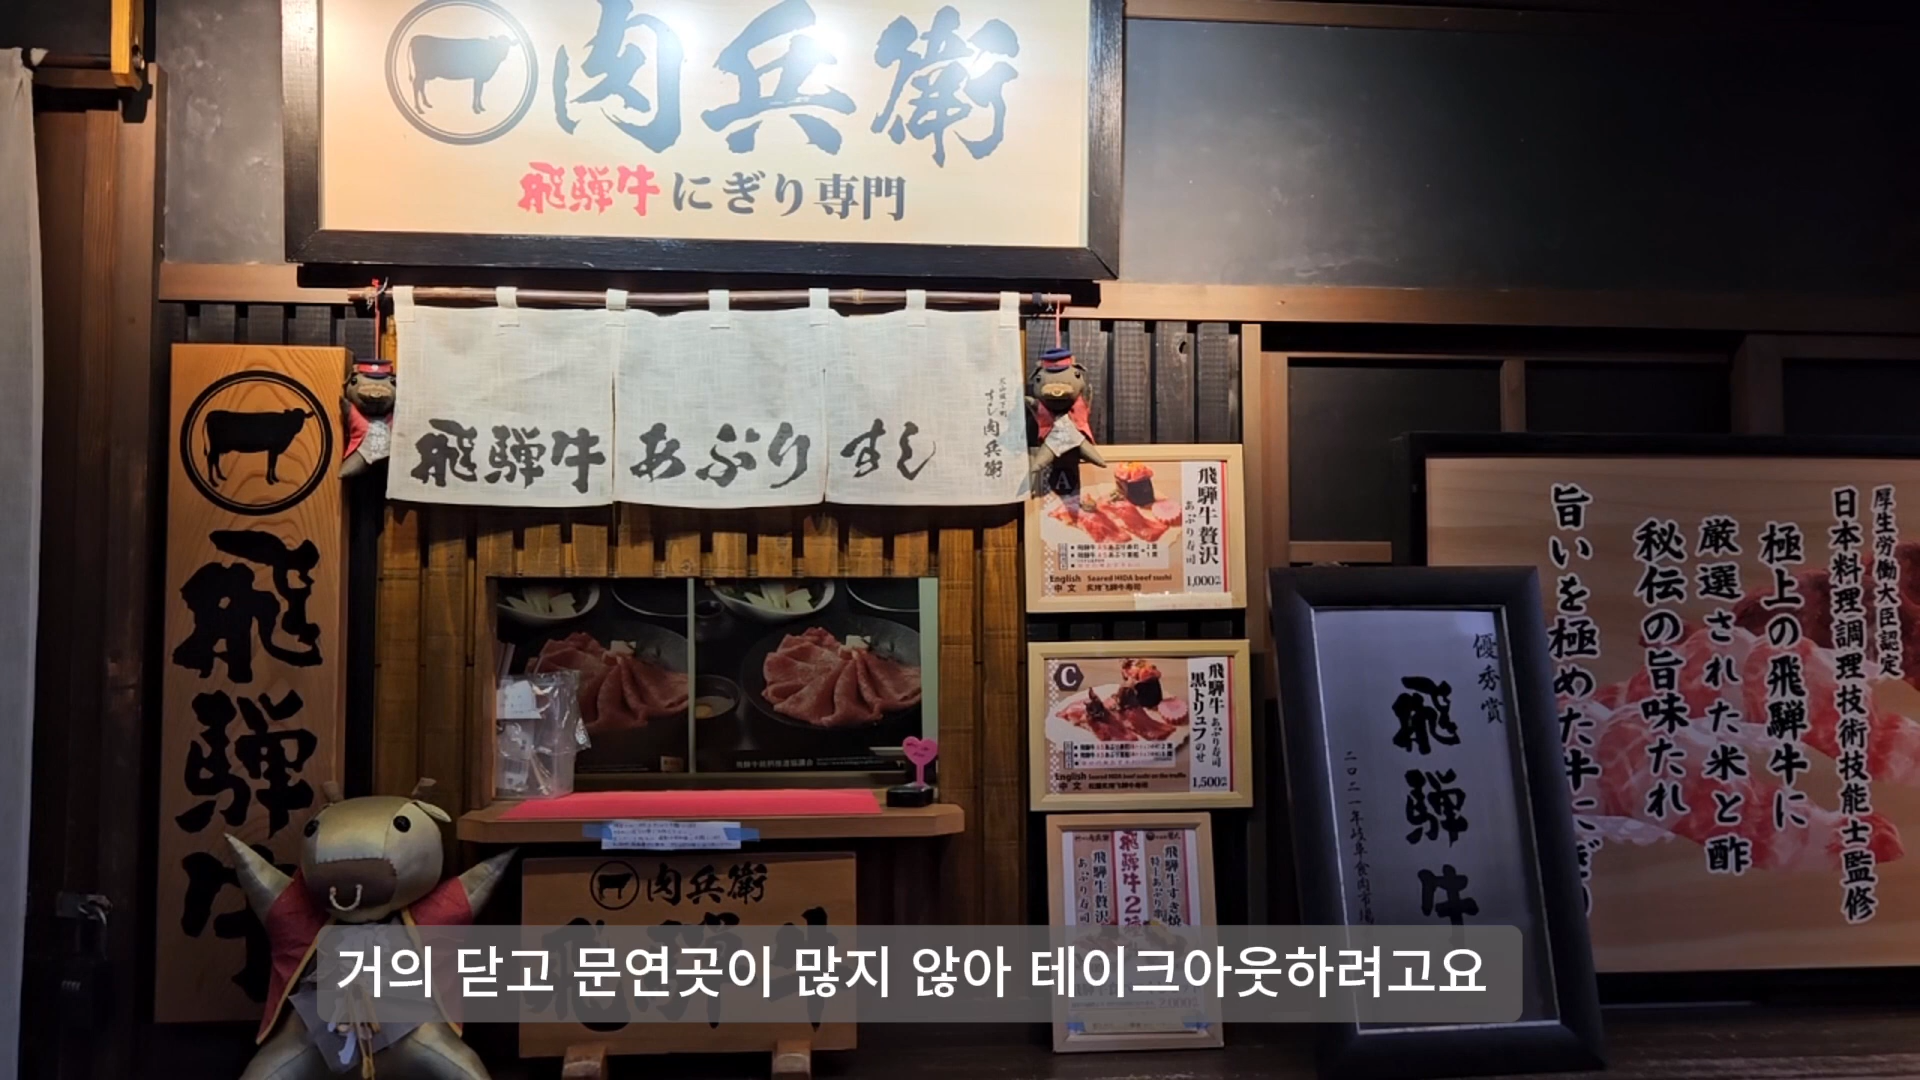 肉兵衛
飛騨牛にぎり専門
飛騨牛 あぶり すし
すし 肉兵衛
飛騨牛
飛騨牛贅沢
あぶり寿司
English Seared HIDA beef sushi
中文
1,000
C
飛騨牛 あぶり寿司
黒トリュフのせ
English
中文
1,500
肉兵衛
飛騨牛
飛騨牛贅沢
あぶり寿司
飛騨牛すき焼
優秀賞
飛騨牛
厚生労働大臣認定
日本料理調理技術技能士監修
極上の飛騨牛に
厳選された米と酢
秘伝の旨味たれ
旨いを極めた牛にぎり
거의 닫고 문연곳이 많지 않아 테이크아웃하려고요